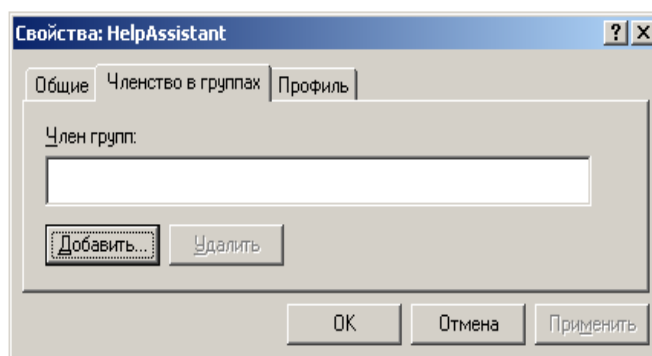 Свойства: HelpAssistant
Общие Членство в группах Профиль
Член групп:
Добавить... Удалить
OK Отмена Применить